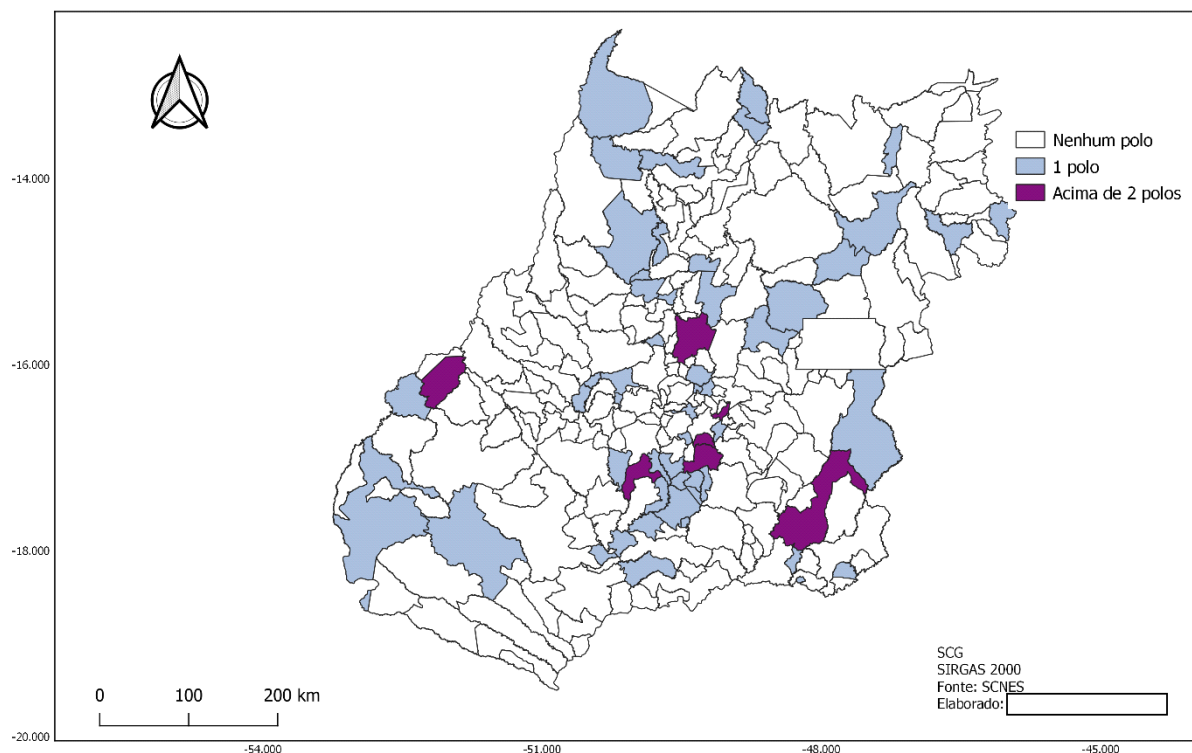 Nenhum polo
1 polo
Acima de 2 polos
-14.000
-16.000
-18.000
-20.000
0 100 200 km
SCG
SIRGAS 2000
Fonte: SCNES
Elaborado:
-54.000 -51.000 -48.000 -45.000